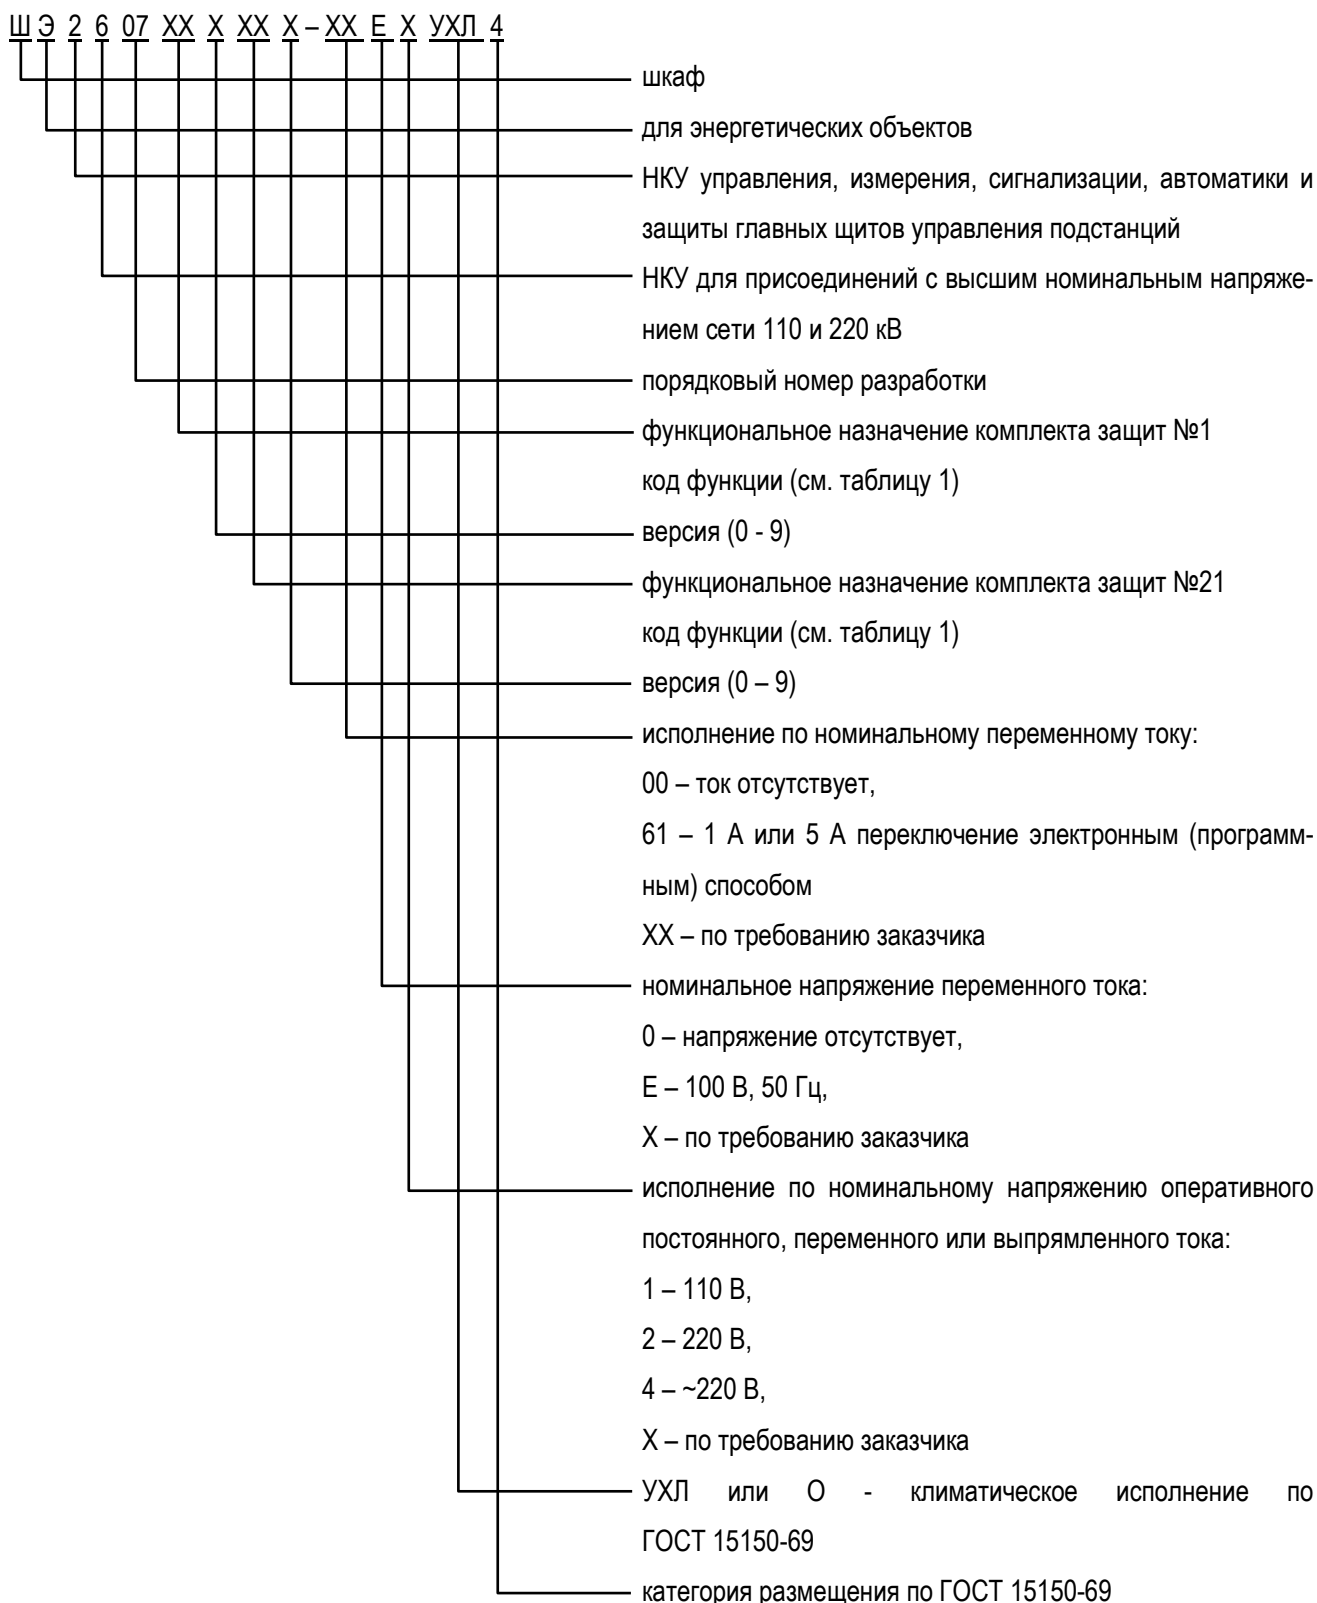 ШЭ2607 ХХ Х ХХ Х – ХХ Е Х УХЛ 4
шкаф
для энергетических объектов
НКУ управления, измерения, сигнализации, автоматики и
защиты главных щитов управления подстанций
НКУ для присоединений с высшим номинальным напряже-
нием сети 110 и 220 кВ
порядковый номер разработки
функциональное назначение комплекта защит №1
код функции (см. таблицу 1)
версия (0 - 9)
функциональное назначение комплекта защит №21
код функции (см. таблицу 1)
версия (0 – 9)
исполнение по номинальному переменному току:
00 – ток отсутствует,
61 – 1 А или 5 А переключение электронным (программ-
ным) способом
ХХ – по требованию заказчика
номинальное напряжение переменного тока:
0 – напряжение отсутствует,
Е – 100 В, 50 Гц,
Х – по требованию заказчика
исполнение по номинальному напряжению оперативного
постоянного, переменного или выпрямленного тока:
1 – 110 В,
2 – 220 В,
4 – ~220 В,
Х – по требованию заказчика
УХЛ или О - климатическое исполнение по
ГОСТ 15150-69
категория размещения по ГОСТ 15150-69